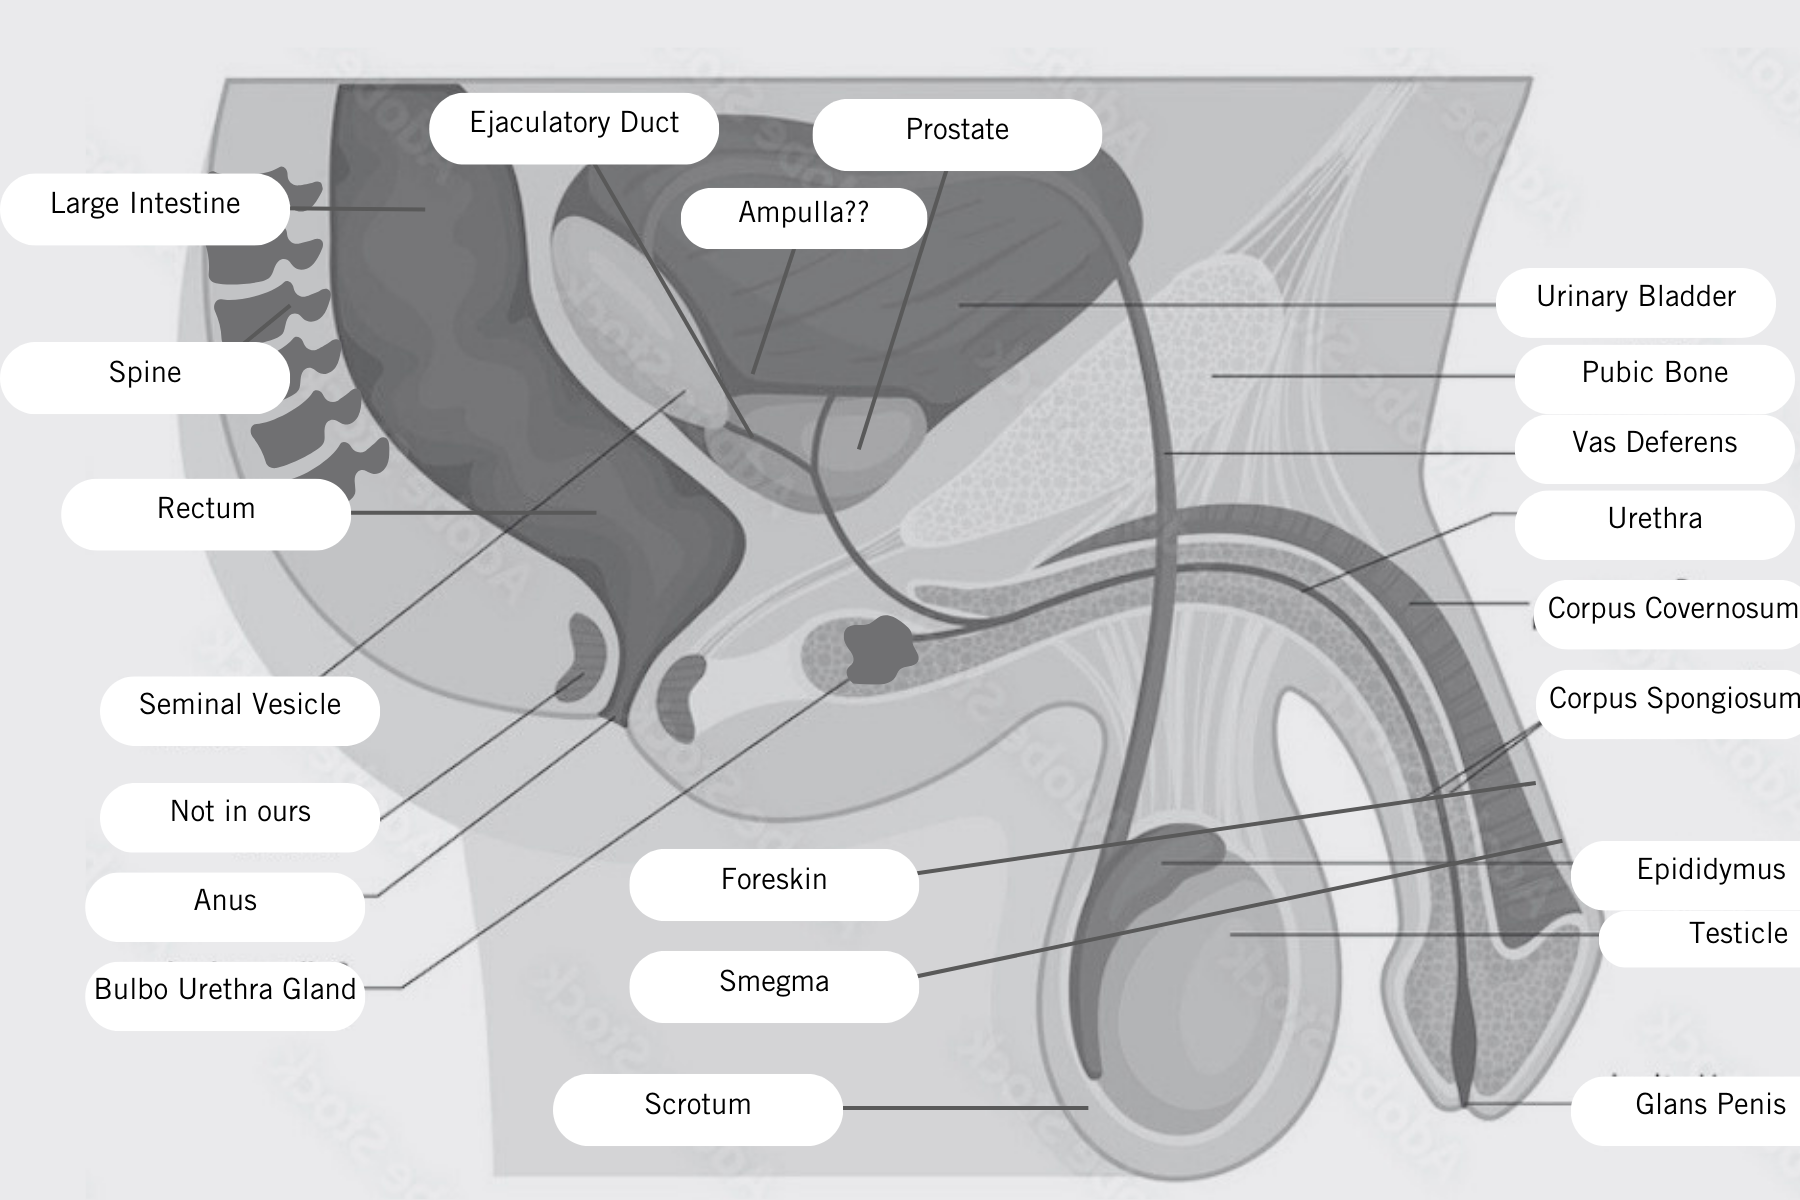 Ejaculatory Duct
Prostate
Large Intestine
Ampulla??
Urinary Bladder
Spine
Pubic Bone
Vas Deferens
Rectum
Urethra
Corpus Covernosum
Seminal Vesicle
Corpus Spongiosum
Not in ours
Foreskin
Epididymus
Anus
Testicle
Bulbo Urethra Gland
Smegma
Scrotum
Glans Penis